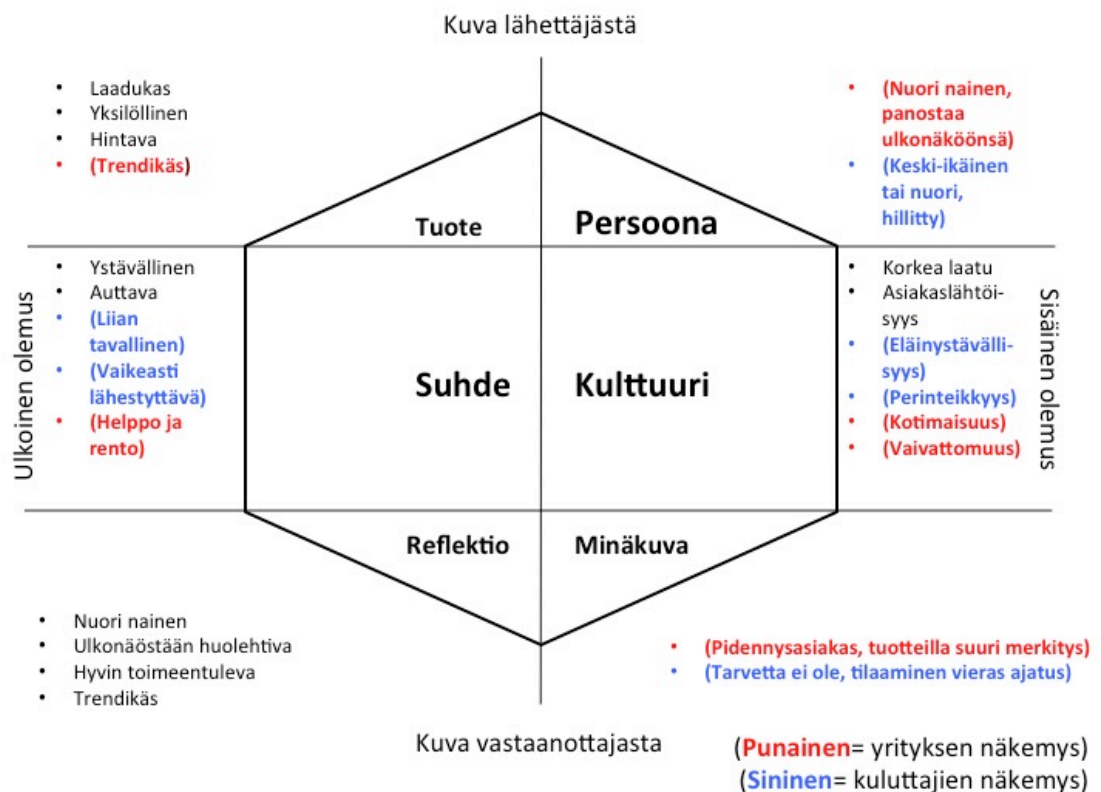 Kuva lähettäjästä
• Laadukas
• Yksilöllinen
• Hintava
• (Trendikäs)
• (Nuori nainen,
panostaa
ulkonäköönsä)
• (Keski-ikäinen
tai nuori,
hillitty)
Tuote
Persoona
Ulkoinen olemus
• Ystävällinen
• Auttava
• (Liian
tavallinen)
• (Vaikeasti
lähestyttävä)
• (Helppo ja
rento)
Suhde
Kulttuuri
• Korkea laatu
• Asiakaslähtöi-
syys
• (Eläinystävälli-
syys)
• (Perinteikkyys)
• (Kotimaisuus)
• (Vaivattomuus)
Sisäinen olemus
Reflektio
Minäkuva
• Nuori nainen
• Ulkonäöstään huolehtiva
• Hyvin toimeentuleva
• Trendikäs
• (Pidennysasiakas, tuotteilla suuri merkitys)
• (Tarvetta ei ole, tilaaminen vieras ajatus)
Kuva vastaanottajasta
(Punainen= yrityksen näkemys)
(Sininen= kuluttajien näkemys)